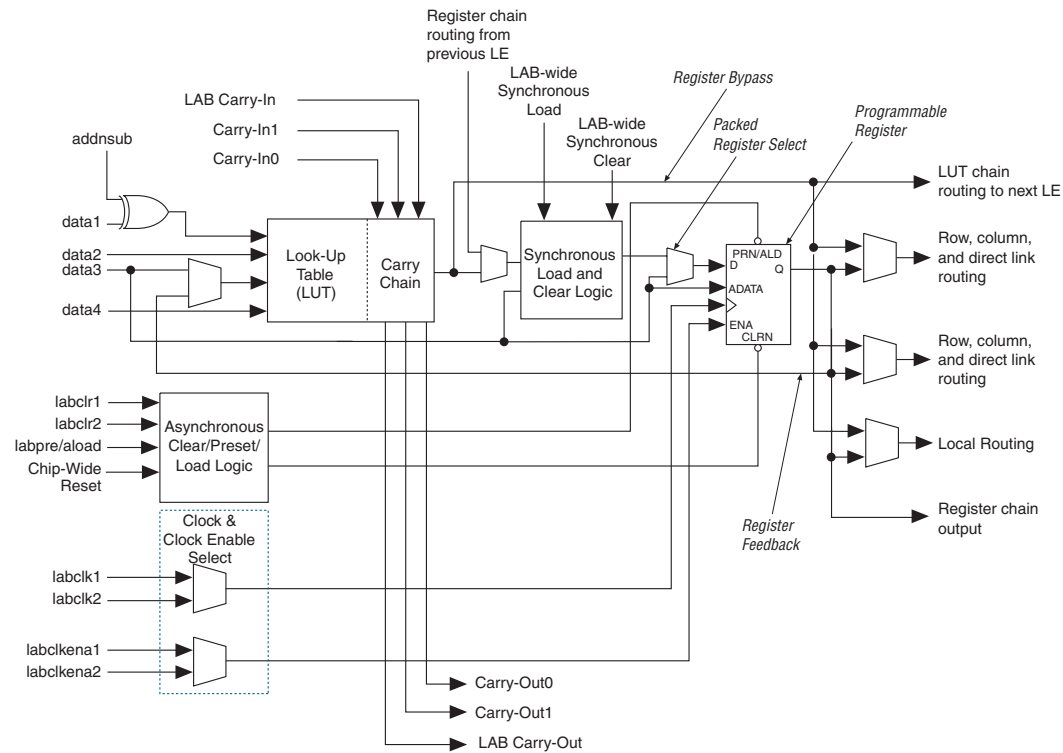 Register chain
routing from
previous LE
LAB-wide
Synchronous
Load
LAB-wide
Synchronous
Clear
Register Bypass
Packed
Register Select
Programmable
Register
LAB Carry-In
Carry-In1
Carry-In0
addnsub
data1
data2
data3
data4
Look-Up
Table
(LUT)
Carry
Chain
Synchronous
Load and
Clear Logic
PRN/ALD
D
Q
ADATA
ENA
CLRN
LUT chain
routing to next LE
Row, column,
and direct link
routing
Row, column,
and direct link
routing
Local Routing
Register chain
output
Register
Feedback
labclr1
labclr2
labpre/aload
Chip-Wide
Reset
Asynchronous
Clear/Preset/
Load Logic
Clock &
Clock Enable
Select
labclk1
labclk2
labclkena1
labclkena2
Carry-Out0
Carry-Out1
LAB Carry-Out